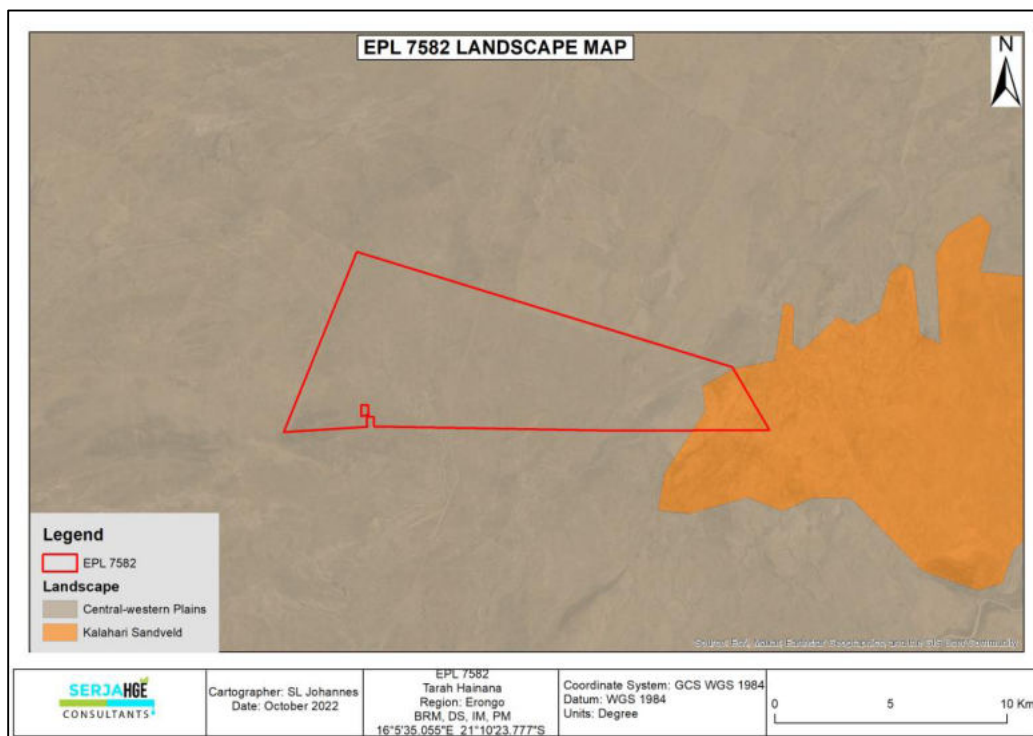 EPL 7582 LANDSCAPE MAP
N
Legend
EPL 7582
Landscape
Central-western Plains
Kalahari Sandveld
SERJAHGE
CONSULTANTS
Cartographer: SL Johannes
Date: October 2022
EPL 7582
Tarah Hainana
Region: Erongo
BRM, DS, IM, PM
16°5'35.055"E 21°10'23.777"S
Coordinate System: GCS WGS 1984
Datum: WGS 1984
Units: Degree
0 5 10 Km